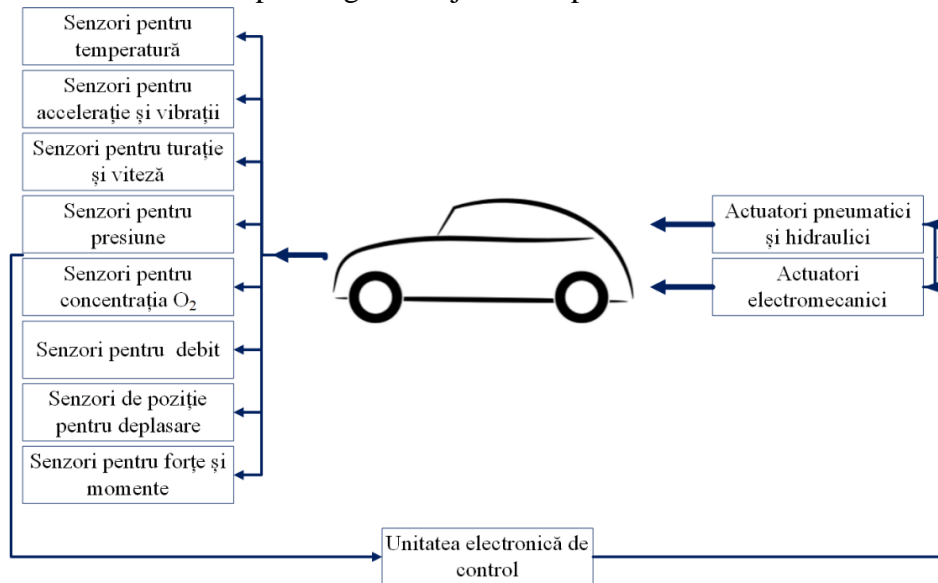 Senzori pentru
temperatură
Senzori pentru
accelerație și vibrații
Senzori pentru turație
și viteză
Senzori pentru
presiune
Senzori pentru
concentrația O₂
Senzori pentru debit
Senzori de poziție
pentru deplasare
Senzori pentru forțe și
momente
Actuatori pneumatici
și hidraulici
Actuatori
electromecanici
Unitatea electronică de
control